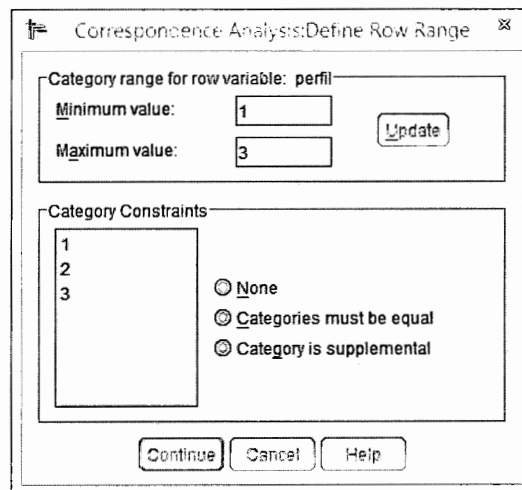 Correspondence Analysis:Define Row Range
Category range for row variable: perfil
Minimum value:
1
Update
Maximum value:
3
Category Constraints
1
2
3
None
Categories must be equal
Category is supplemental
Continue
Cancel
Help